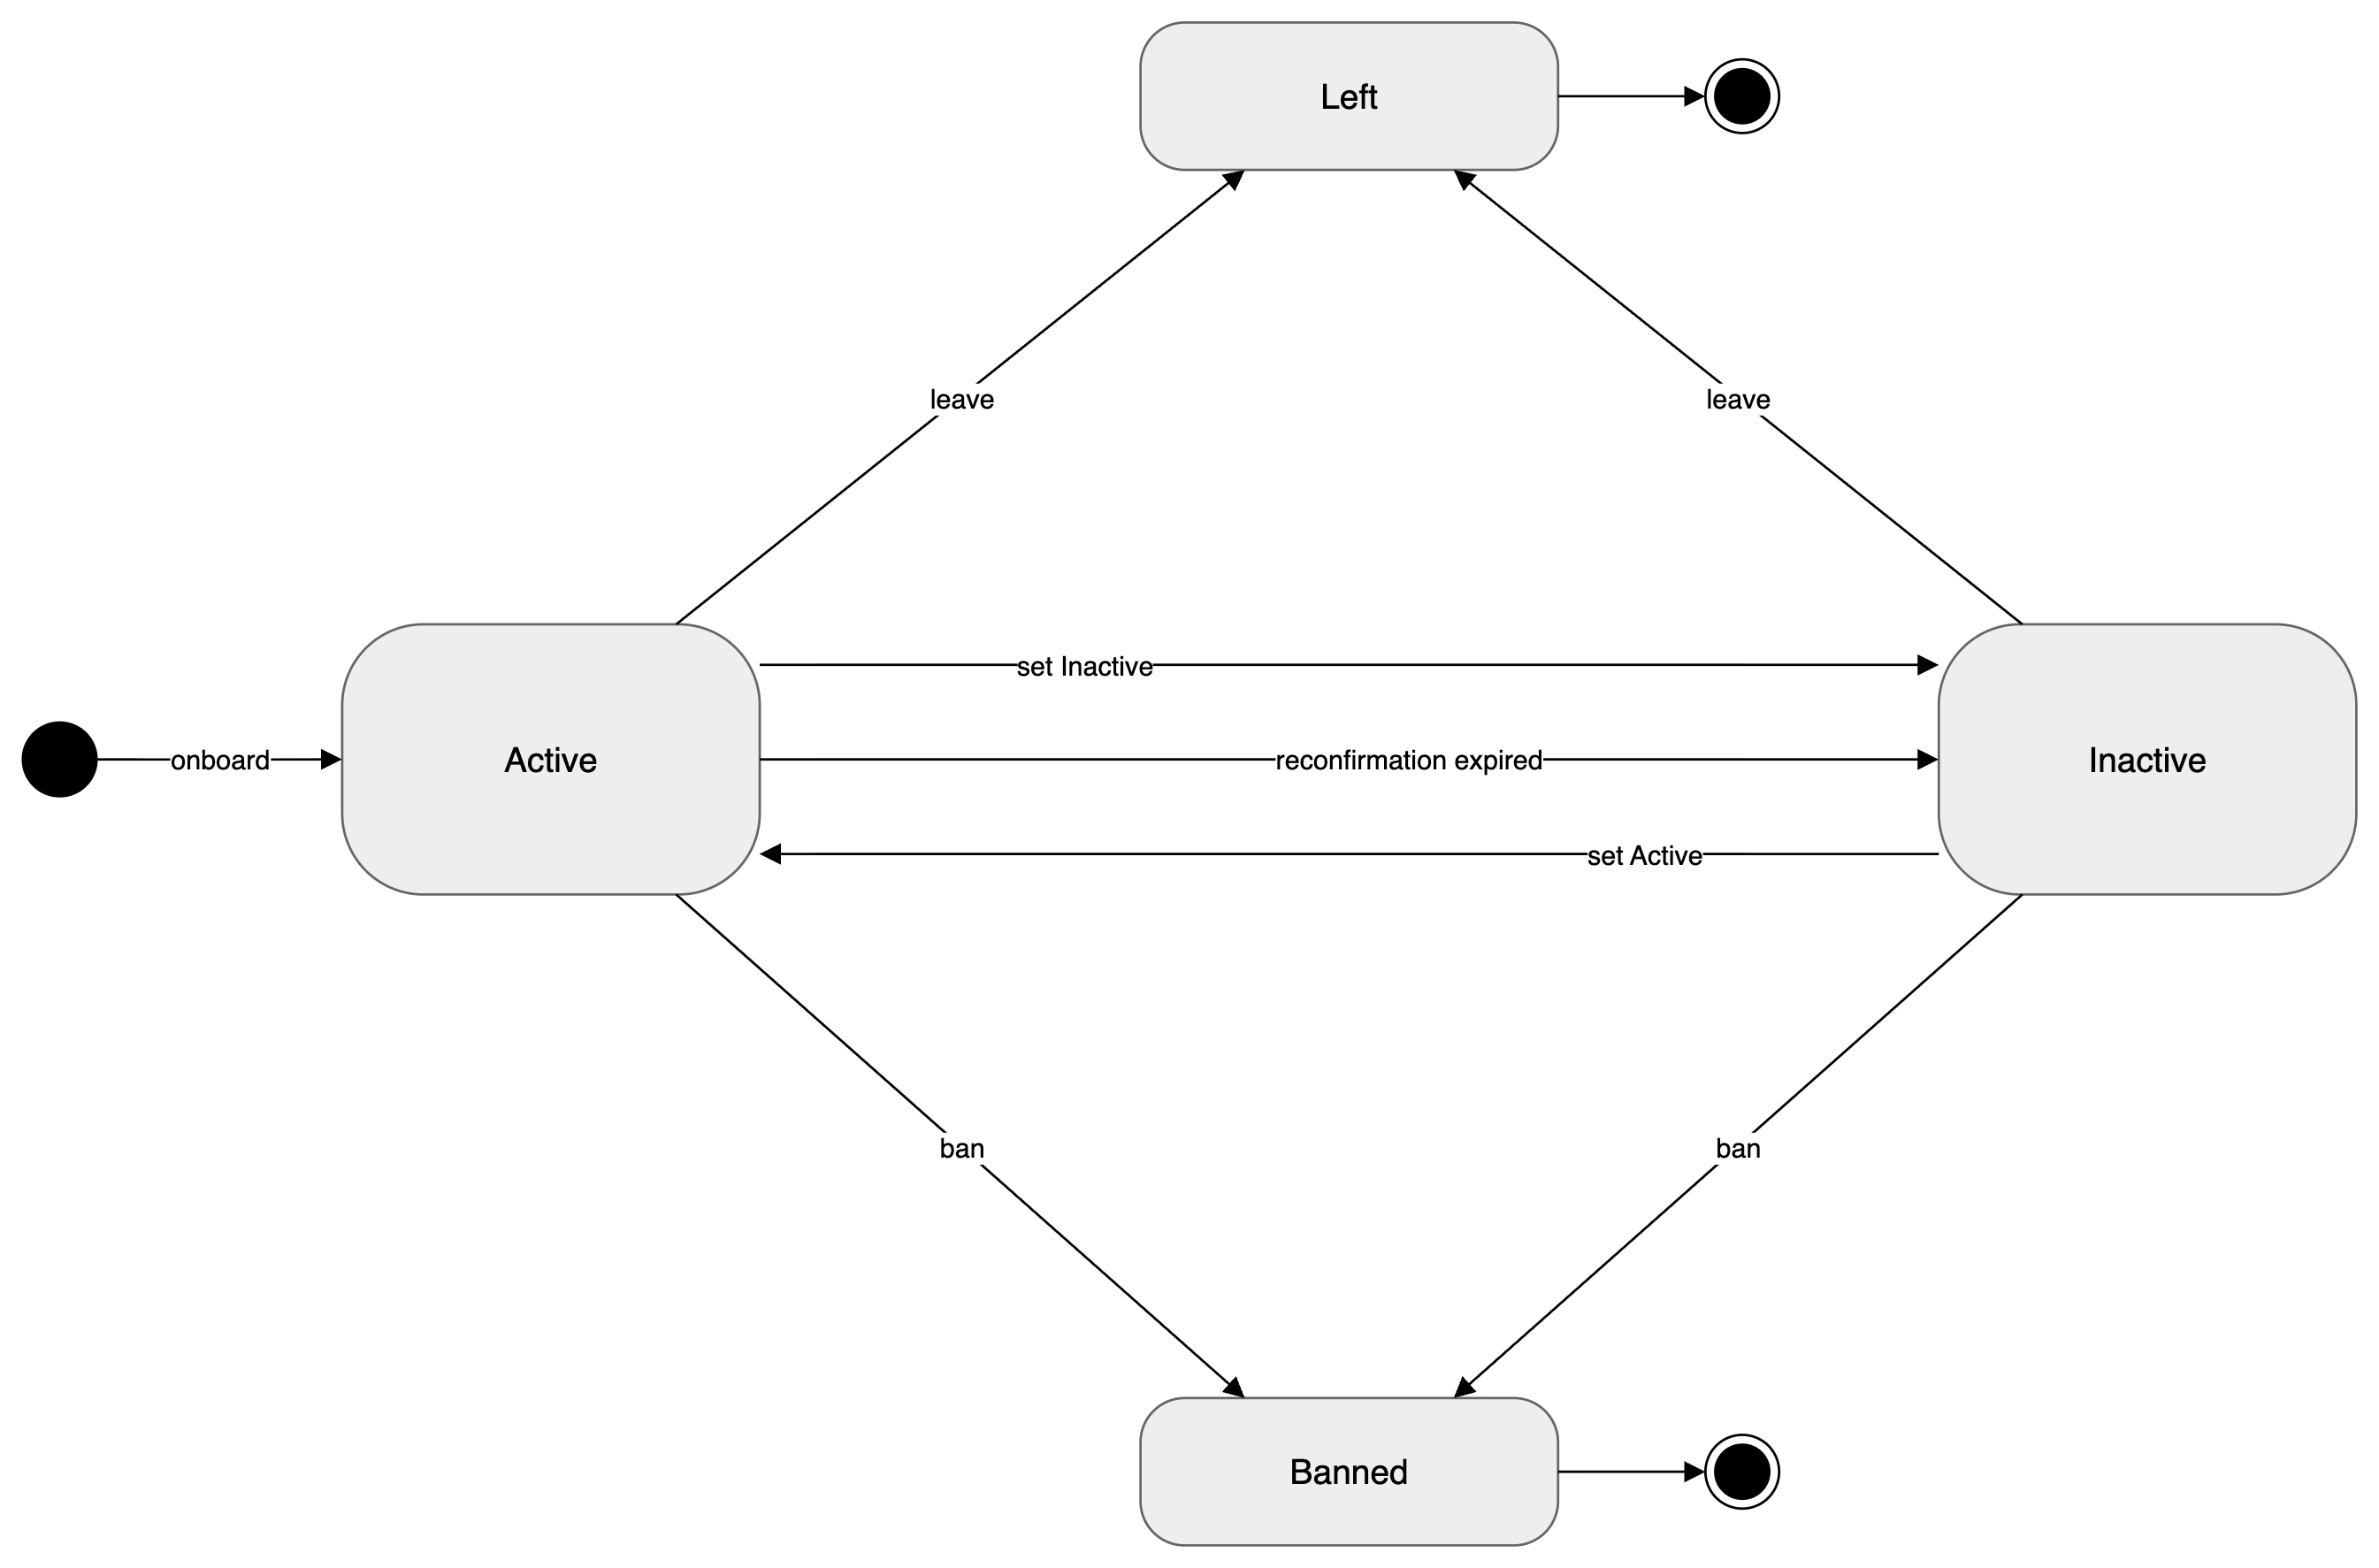 Left
leave
leave
set Inactive
onboard
Active
reconfirmation expired
Inactive
set Active
ban
ban
Banned